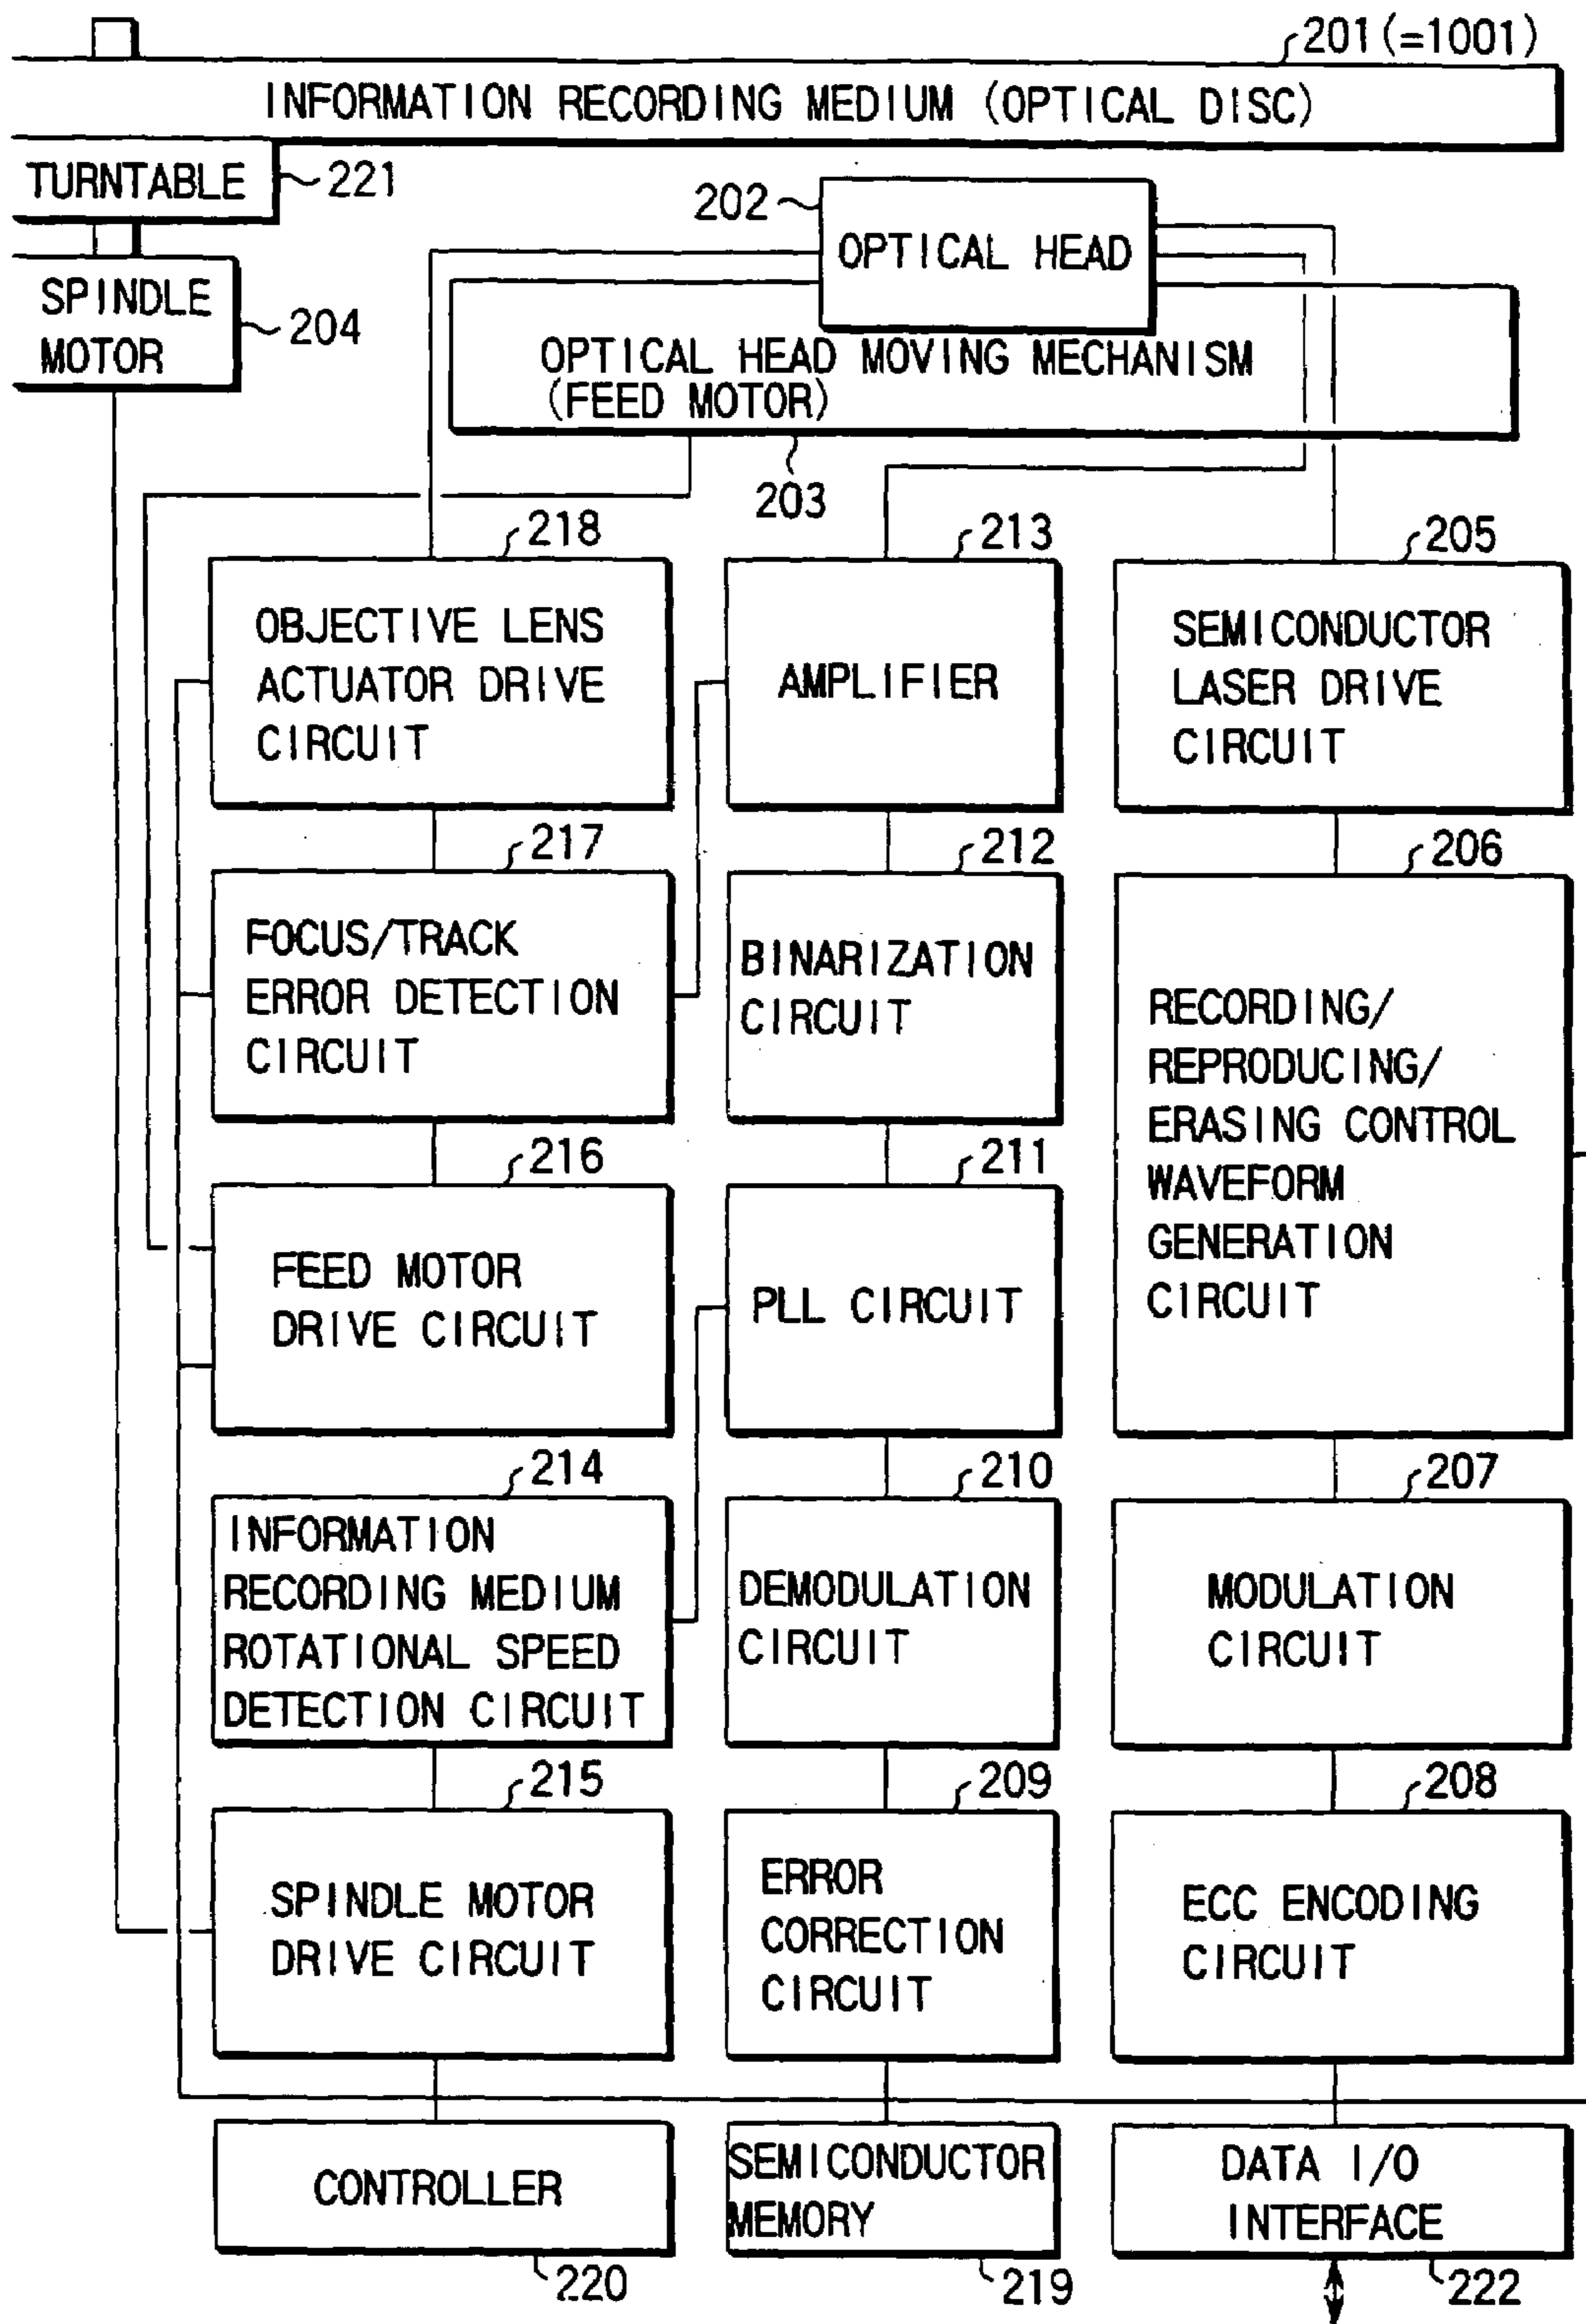 201 (=1001)
INFORMATION RECORDING MEDIUM (OPTICAL DISC)
TURNTABLE
221
202
OPTICAL HEAD
SPINDLE
MOTOR
204
OPTICAL HEAD MOVING MECHANISM
(FEED MOTOR)
203
218
213
205
OBJECTIVE LENS
ACTUATOR DRIVE
CIRCUIT
AMPLIFIER
SEMICONDUCTOR
LASER DRIVE
CIRCUIT
217
212
206
FOCUS/TRACK
ERROR DETECTION
CIRCUIT
BINARIZATION
CIRCUIT
RECORDING/
REPRODUCING/
ERASING CONTROL
WAVEFORM
GENERATION
CIRCUIT
216
211
FEED MOTOR
DRIVE CIRCUIT
PLL CIRCUIT
214
210
207
INFORMATION
RECORDING MEDIUM
ROTATIONAL SPEED
DETECTION CIRCUIT
DEMODULATION
CIRCUIT
MODULATION
CIRCUIT
215
209
208
SPINDLE MOTOR
DRIVE CIRCUIT
ERROR
CORRECTION
CIRCUIT
ECC ENCODING
CIRCUIT
CONTROLLER
SEMICONDUCTOR
MEMORY
DATA I/O
INTERFACE
220
219
222